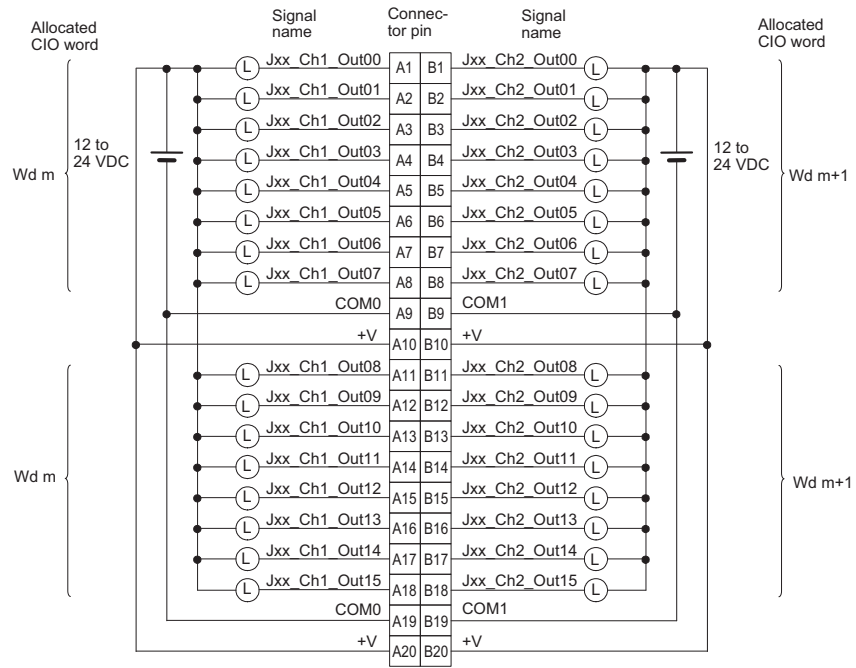 Allocated
CIO word
Signal
name
Connec-
tor pin
Signal
name
Allocated
CIO word
L Jxx_Ch1_Out00 A1 B1 Jxx_Ch2_Out00 L
L Jxx_Ch1_Out01 A2 B2 Jxx_Ch2_Out01 L
L Jxx_Ch1_Out02 A3 B3 Jxx_Ch2_Out02 L
12 to
24 VDC
L Jxx_Ch1_Out03 A4 B4 Jxx_Ch2_Out03 L
12 to
24 VDC
Wd m
L Jxx_Ch1_Out04 A5 B5 Jxx_Ch2_Out04 L
Wd m+1
L Jxx_Ch1_Out05 A6 B6 Jxx_Ch2_Out05 L
L Jxx_Ch1_Out06 A7 B7 Jxx_Ch2_Out06 L
L Jxx_Ch1_Out07 A8 B8 Jxx_Ch2_Out07 L
COM0 A9 B9 COM1
+V A10 B10 +V
L Jxx_Ch1_Out08 A11 B11 Jxx_Ch2_Out08 L
L Jxx_Ch1_Out09 A12 B12 Jxx_Ch2_Out09 L
L Jxx_Ch1_Out10 A13 B13 Jxx_Ch2_Out10 L
Wd m
L Jxx_Ch1_Out11 A14 B14 Jxx_Ch2_Out11 L
Wd m+1
L Jxx_Ch1_Out12 A15 B15 Jxx_Ch2_Out12 L
L Jxx_Ch1_Out13 A16 B16 Jxx_Ch2_Out13 L
L Jxx_Ch1_Out14 A17 B17 Jxx_Ch2_Out14 L
L Jxx_Ch1_Out15 A18 B18 Jxx_Ch2_Out15 L
COM0 A19 B19 COM1
+V A20 B20 +V